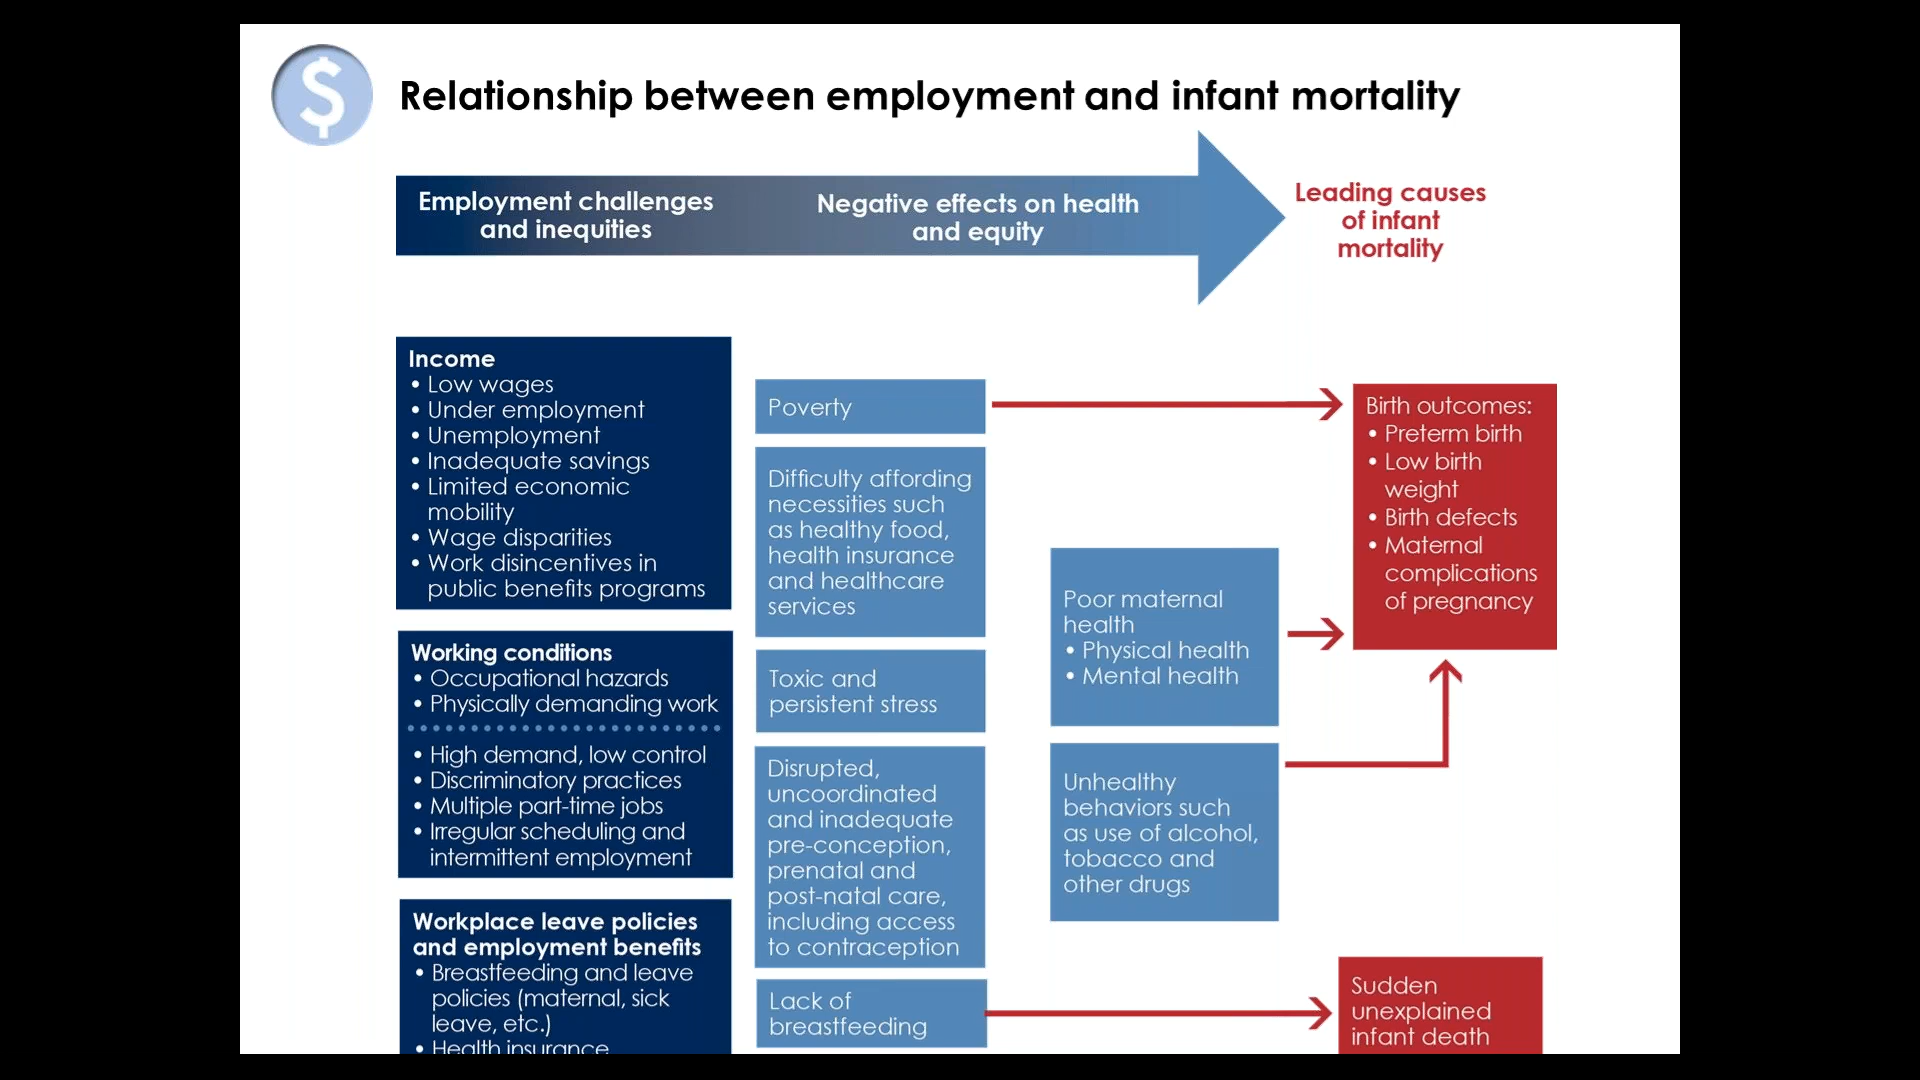 $
Relationship between employment and infant mortality
Employment challenges
and inequities
Negative effects on health
and equity
Leading causes
of infant
mortality
Income
• Low wages
• Under employment
• Unemployment
• Inadequate savings
• Limited economic
mobility
• Wage disparities
• Work disincentives in
public benefits programs
Working conditions
• Occupational hazards
• Physically demanding work
• High demand, low control
• Discriminatory practices
• Multiple part-time jobs
• Irregular scheduling and
intermittent employment
Workplace leave policies
and employment benefits
• Breastfeeding and leave
policies (maternal, sick
leave, etc.)
• Health insurance
Poverty
Difficulty affording
necessities such
as healthy food,
health insurance
and healthcare
services
Toxic and
persistent stress
Disrupted,
uncoordinated
and inadequate
pre-conception,
prenatal and
post-natal care,
including access
to contraception
Lack of
breastfeeding
Poor maternal
health
• Physical health
• Mental health
Unhealthy
behaviors such
as use of alcohol,
tobacco and
other drugs
Birth outcomes:
• Preterm birth
• Low birth
weight
• Birth defects
• Maternal
complications
of pregnancy
Sudden
unexplained
infant death